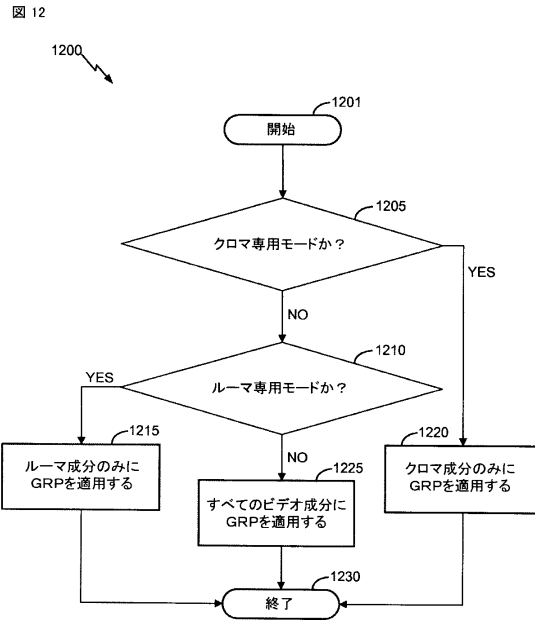 図 12
1200
1201
開始
1205
クロマ専用モードか？
YES
NO
1210
ルーマ専用モードか？
YES
NO
1215
ルーマ成分のみに
GRPを適用する
1225
すべてのビデオ成分に
GRPを適用する
1220
クロマ成分のみに
GRPを適用する
1230
終了